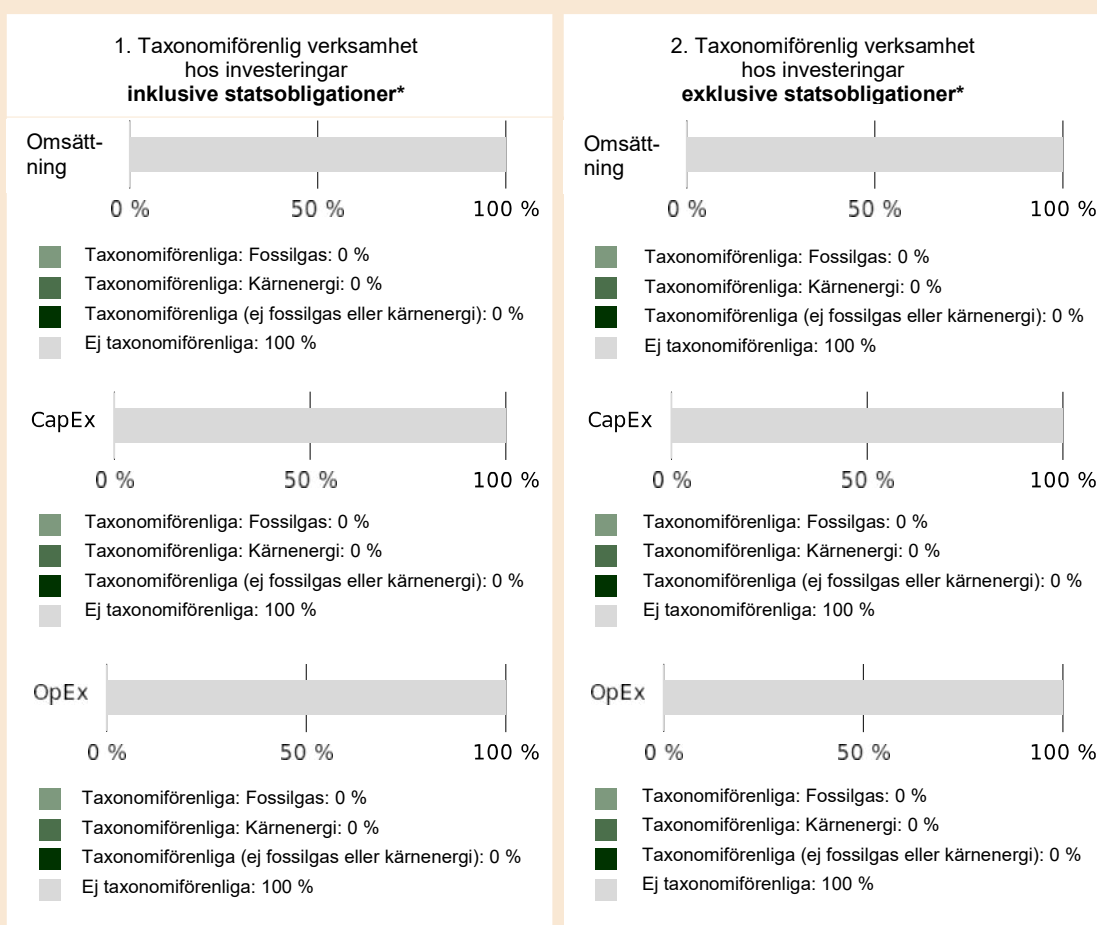 1. Taxonomiförenlig verksamhet
hos investeringar
inklusive statsobligationer*
Omsätt-
ning
0 % 50 % 100 %
Taxonomiförenliga: Fossilgas: 0 %
Taxonomiförenliga: Kärnenergi: 0 %
Taxonomiförenliga (ej fossilgas eller kärnenergi): 0 %
Ej taxonomiförenliga: 100 %
CapEx
0 % 50 % 100 %
Taxonomiförenliga: Fossilgas: 0 %
Taxonomiförenliga: Kärnenergi: 0 %
Taxonomiförenliga (ej fossilgas eller kärnenergi): 0 %
Ej taxonomiförenliga: 100 %
OpEx
0 % 50 % 100 %
Taxonomiförenliga: Fossilgas: 0 %
Taxonomiförenliga: Kärnenergi: 0 %
Taxonomiförenliga (ej fossilgas eller kärnenergi): 0 %
Ej taxonomiförenliga: 100 %
2. Taxonomiförenlig verksamhet
hos investeringar
exklusive statsobligationer*
Omsätt-
ning
0 % 50 % 100 %
Taxonomiförenliga: Fossilgas: 0 %
Taxonomiförenliga: Kärnenergi: 0 %
Taxonomiförenliga (ej fossilgas eller kärnenergi): 0 %
Ej taxonomiförenliga: 100 %
CapEx
0 % 50 % 100 %
Taxonomiförenliga: Fossilgas: 0 %
Taxonomiförenliga: Kärnenergi: 0 %
Taxonomiförenliga (ej fossilgas eller kärnenergi): 0 %
Ej taxonomiförenliga: 100 %
OpEx
0 % 50 % 100 %
Taxonomiförenliga: Fossilgas: 0 %
Taxonomiförenliga: Kärnenergi: 0 %
Taxonomiförenliga (ej fossilgas eller kärnenergi): 0 %
Ej taxonomiförenliga: 100 %